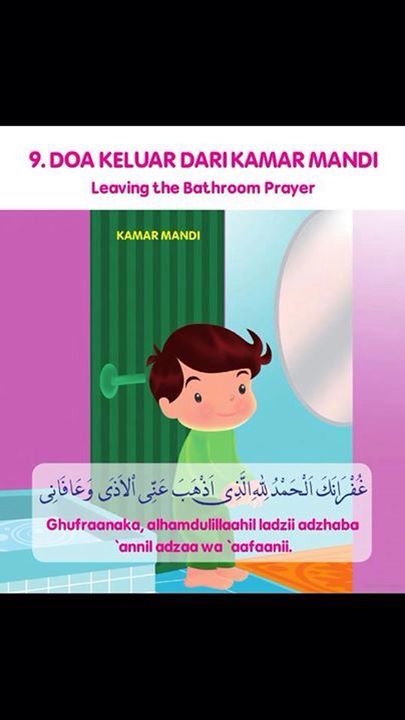 9. DOA KELUAR DARI KAMAR MANDI
Leaving the Bathroom Prayer
KAMAR MANDI
غُفْرَانَكَ اَلْحَمْدُ لِلّٰهِ الَّذِى اَذْهَبَ عَنِّى الْاَذَى وَعَافَانِى
Ghufraanaka, alhamdulillaahil ladzii adzhaba
`annil adzaa wa `aafaanii.